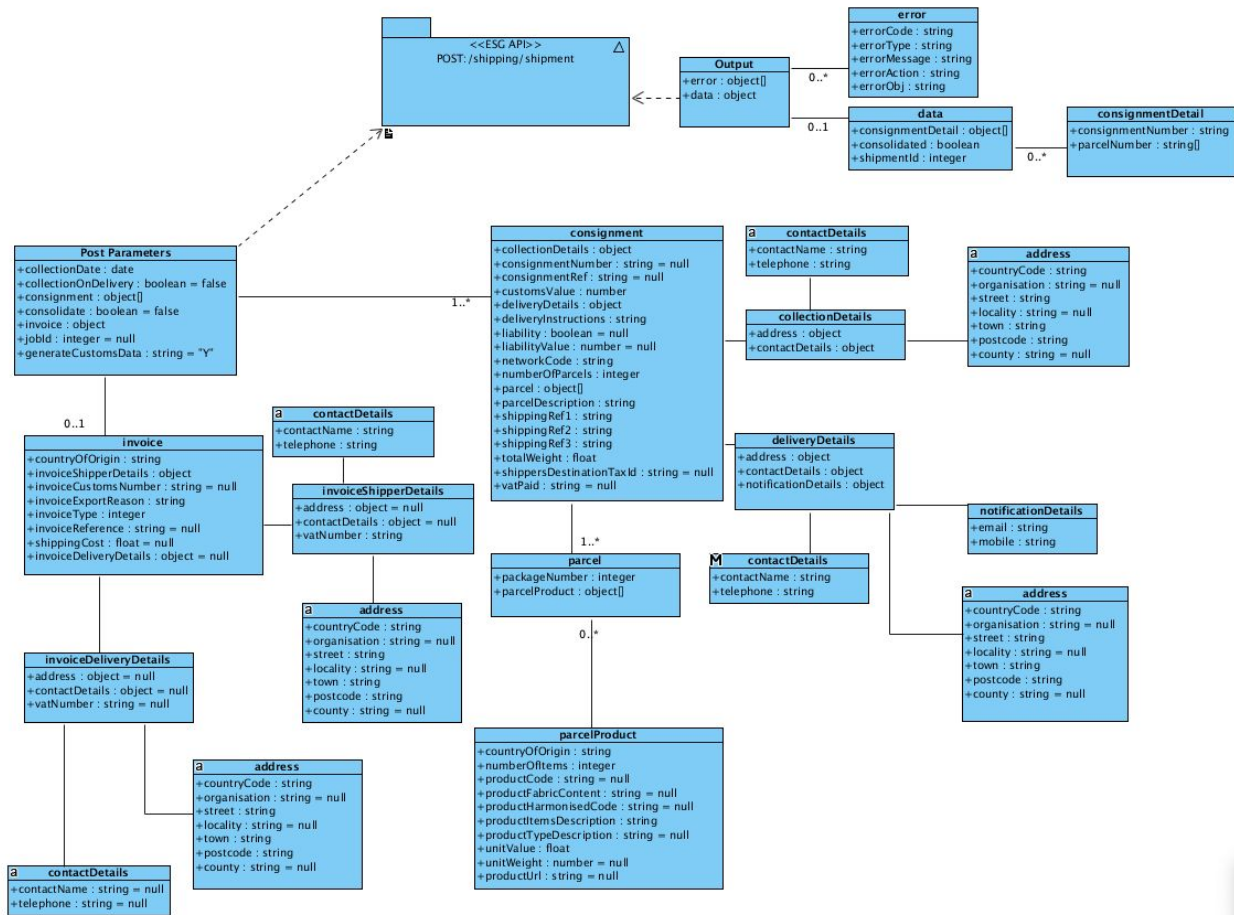 <<ESG API>>
POST:/shipping/shipment
Output
+error : object[]
+data : object
error
+errorCode : string
+errorType : string
+errorMessage : string
+errorAction : string
+errorObj : string
0..*
0..1
data
+consignmentDetail : object[]
+consolidated : boolean
+shipmentId : integer
0..*
consignmentDetail
+consignmentNumber : string
+parcelNumber : string[]
Post Parameters
+collectionDate : date
+collectionOnDelivery : boolean = false
+consignment : object[]
+consolidate : boolean = false
+invoice : object
+jobId : integer = null
+generateCustomsData : string = "Y"
1..*
0..1
consignment
+collectionDetails : object
+consignmentNumber : string = null
+consignmentRef : string = null
+customsValue : number
+deliveryDetails : object
+deliveryInstructions : string
+liability : boolean = null
+liabilityValue : number = null
+networkCode : string
+numberOfParcels : integer
+parcel : object[]
+parcelDescription : string
+shippingRef1 : string
+shippingRef2 : string
+shippingRef3 : string
+totalWeight : float
+shippersDestinationTaxId : string = null
+vatPaid : string = null
a
contactDetails
+contactName : string
+telephone : string
collectionDetails
+address : object
+contactDetails : object
a
address
+countryCode : string
+organisation : string = null
+street : string
+locality : string = null
+town : string
+postcode : string
+county : string = null
invoice
+countryOfOrigin : string
+invoiceShipperDetails : object
+invoiceCustomsNumber : string = null
+invoiceExportReason : string
+invoiceType : integer
+invoiceReference : string = null
+shippingCost : float = null
+invoiceDeliveryDetails : object = null
a
contactDetails
+contactName : string
+telephone : string
invoiceShipperDetails
+address : object = null
+contactDetails : object = null
+vatNumber : string
a
address
+countryCode : string
+organisation : string = null
+street : string
+locality : string = null
+town : string
+postcode : string
+county : string = null
deliveryDetails
+address : object
+contactDetails : object
+notificationDetails : object
notificationDetails
+email : string
+mobile : string
M
contactDetails
+contactName : string
+telephone : string
a
address
+countryCode : string
+organisation : string = null
+street : string
+locality : string = null
+town : string
+postcode : string
+county : string = null
1..*
parcel
+packageNumber : integer
+parcelProduct : object[]
0..*
parcelProduct
+countryOfOrigin : string
+numberOfItems : integer
+productCode : string = null
+productFabricContent : string = null
+productHarmonisedCode : string = null
+productItemsDescription : string
+productTypeDescription : string = null
+unitValue : float
+unitWeight : number = null
+productUrl : string = null
invoiceDeliveryDetails
+address : object = null
+contactDetails : object = null
+vatNumber : string = null
a
address
+countryCode : string
+organisation : string = null
+street : string
+locality : string = null
+town : string
+postcode : string
+county : string = null
a
contactDetails
+contactName : string = null
+telephone : string = null